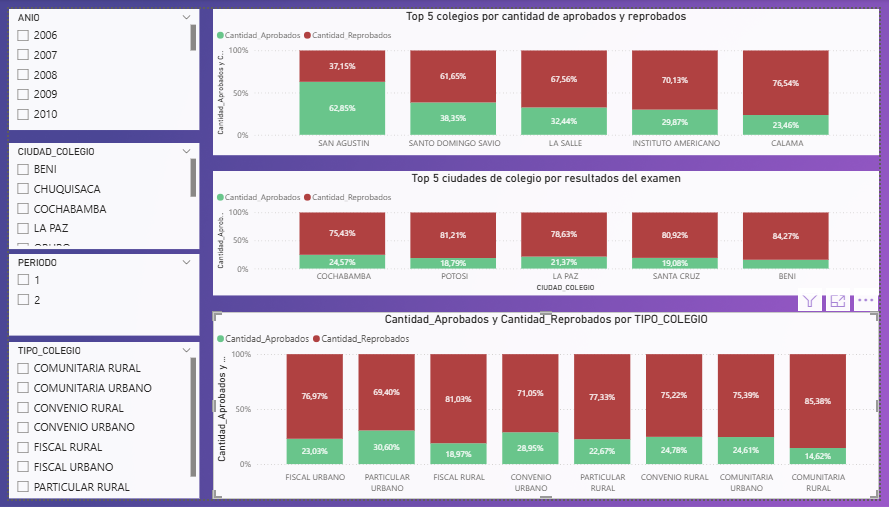 ANIO
2006
2007
2008
2009
2010
CIUDAD_COLEGIO
BENI
CHUQUISACA
COCHABAMBA
LA PAZ
ORURO
PERIODO
1
2
TIPO_COLEGIO
COMUNITARIA RURAL
COMUNITARIA URBANO
CONVENIO RURAL
CONVENIO URBANO
FISCAL RURAL
FISCAL URBANO
PARTICULAR RURAL
Top 5 colegios por cantidad de aprobados y reprobados
Cantidad_Aprobados Cantidad_Reprobados
Cantidad_Aprobados y C...
100%
50%
0%
37,15% 61,65% 67,56% 70,13% 76,54%
62,85% 38,35% 32,44% 29,87% 23,46%
SAN AGUSTIN SANTO DOMINGO SAVIO LA SALLE INSTITUTO AMERICANO CALAMA
Top 5 ciudades de colegio por resultados del examen
Cantidad_Aprobados Cantidad_Reprobados
Cantidad_Aprob...
100%
50%
0%
75,43% 81,21% 78,63% 80,92% 84,27%
24,57% 18,79% 21,37% 19,08%
COCHABAMBA POTOSI LA PAZ SANTA CRUZ BENI
CIUDAD_COLEGIO
Cantidad_Aprobados y Cantidad_Reprobados por TIPO_COLEGIO
Cantidad_Aprobados Cantidad_Reprobados
Cantidad_Aprobados y ...
100%
50%
0%
76,97% 69,40% 81,03% 71,05% 77,33% 75,22% 75,39% 85,38%
23,03% 30,60% 18,97% 28,95% 22,67% 24,78% 24,61% 14,62%
FISCAL URBANO PARTICULAR FISCAL RURAL CONVENIO PARTICULAR CONVENIO RURAL COMUNITARIA COMUNITARIA
URBANO URBANO RURAL URBANO RURAL